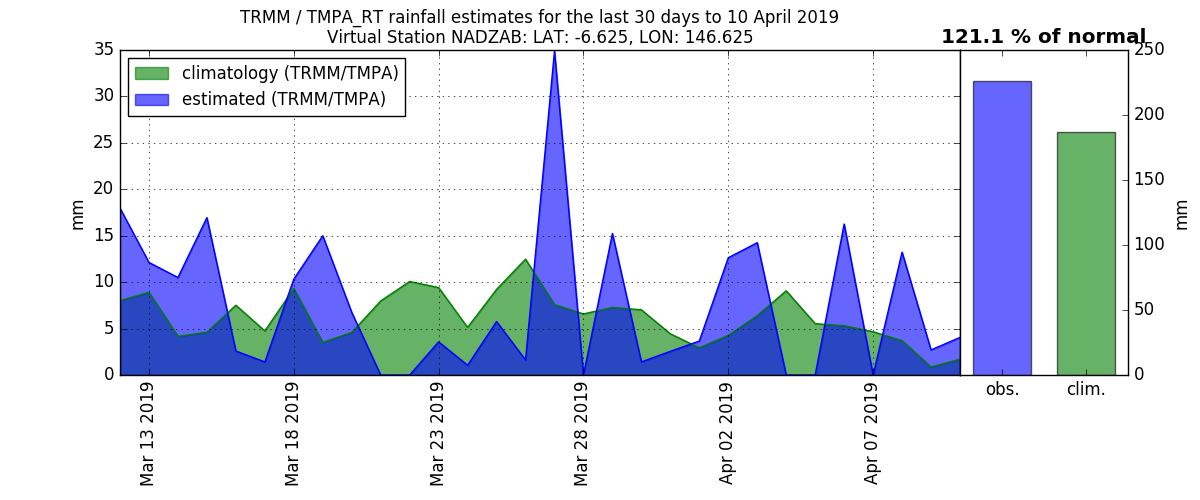 TRMM / TMPA_RT rainfall estimates for the last 30 days to 10 April 2019
Virtual Station NADZAB: LAT: -6.625, LON: 146.625
121.1 % of normal
climatology (TRMM/TMPA)
estimated (TRMM/TMPA)
35
30
25
20
15
10
5
0
mm
Mar 13 2019
Mar 18 2019
Mar 23 2019
Mar 28 2019
Apr 02 2019
Apr 07 2019
250
200
150
100
50
0
mm
obs.
clim.